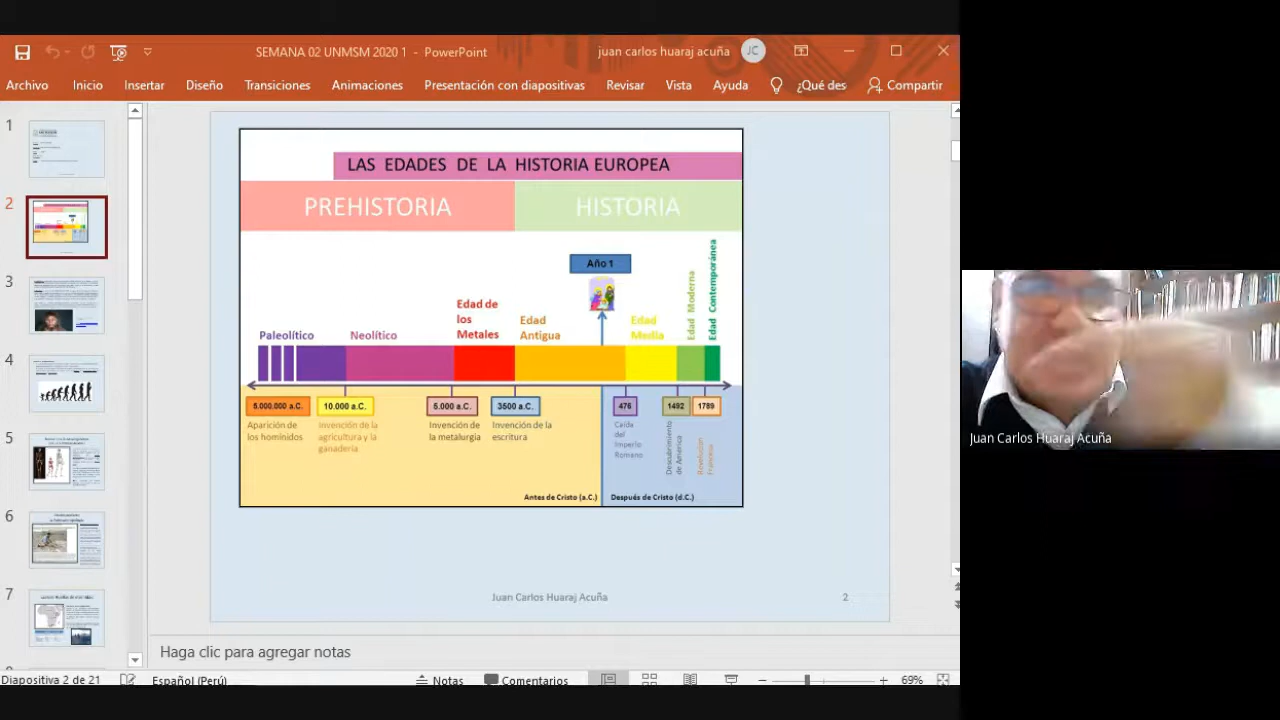 SEMANA 02 UNMSM 2020 1 - PowerPoint
juan carlos huaraj acuña
JC
Archivo Inicio Insertar Diseño Transiciones Animaciones Presentación con diapositivas Revisar Vista Ayuda ¿Qué des Compartir
1
2
3
4
5
6
7
LAS EDADES DE LA HISTORIA EUROPEA
PREHISTORIA HISTORIA
Año 1
Paleolítico
Neolítico
Edad de
los
Metales
Edad
Antigua
Edad
Media
Edad Moderna
Edad Contemporánea
10.000 a.C.
5.000 a.C.
3500 a.C.
476
1492
1789
Aparición de
los homínidos
Invención de la
agricultura y la
ganadería
Invención de
la metalurgia
Invención de la
escritura
Caída
del
Imperio
Romano
Descubrimiento
de América
Revolución
Francesa
Antes de Cristo (a.C.)
Después de Cristo (d.C.)
Juan Carlos Huaraj Acuña
2
Haga clic para agregar notas
Diapositiva 2 de 21
Español (Perú)
Notas
Comentarios
69%
Juan Carlos Huaraj Acuña